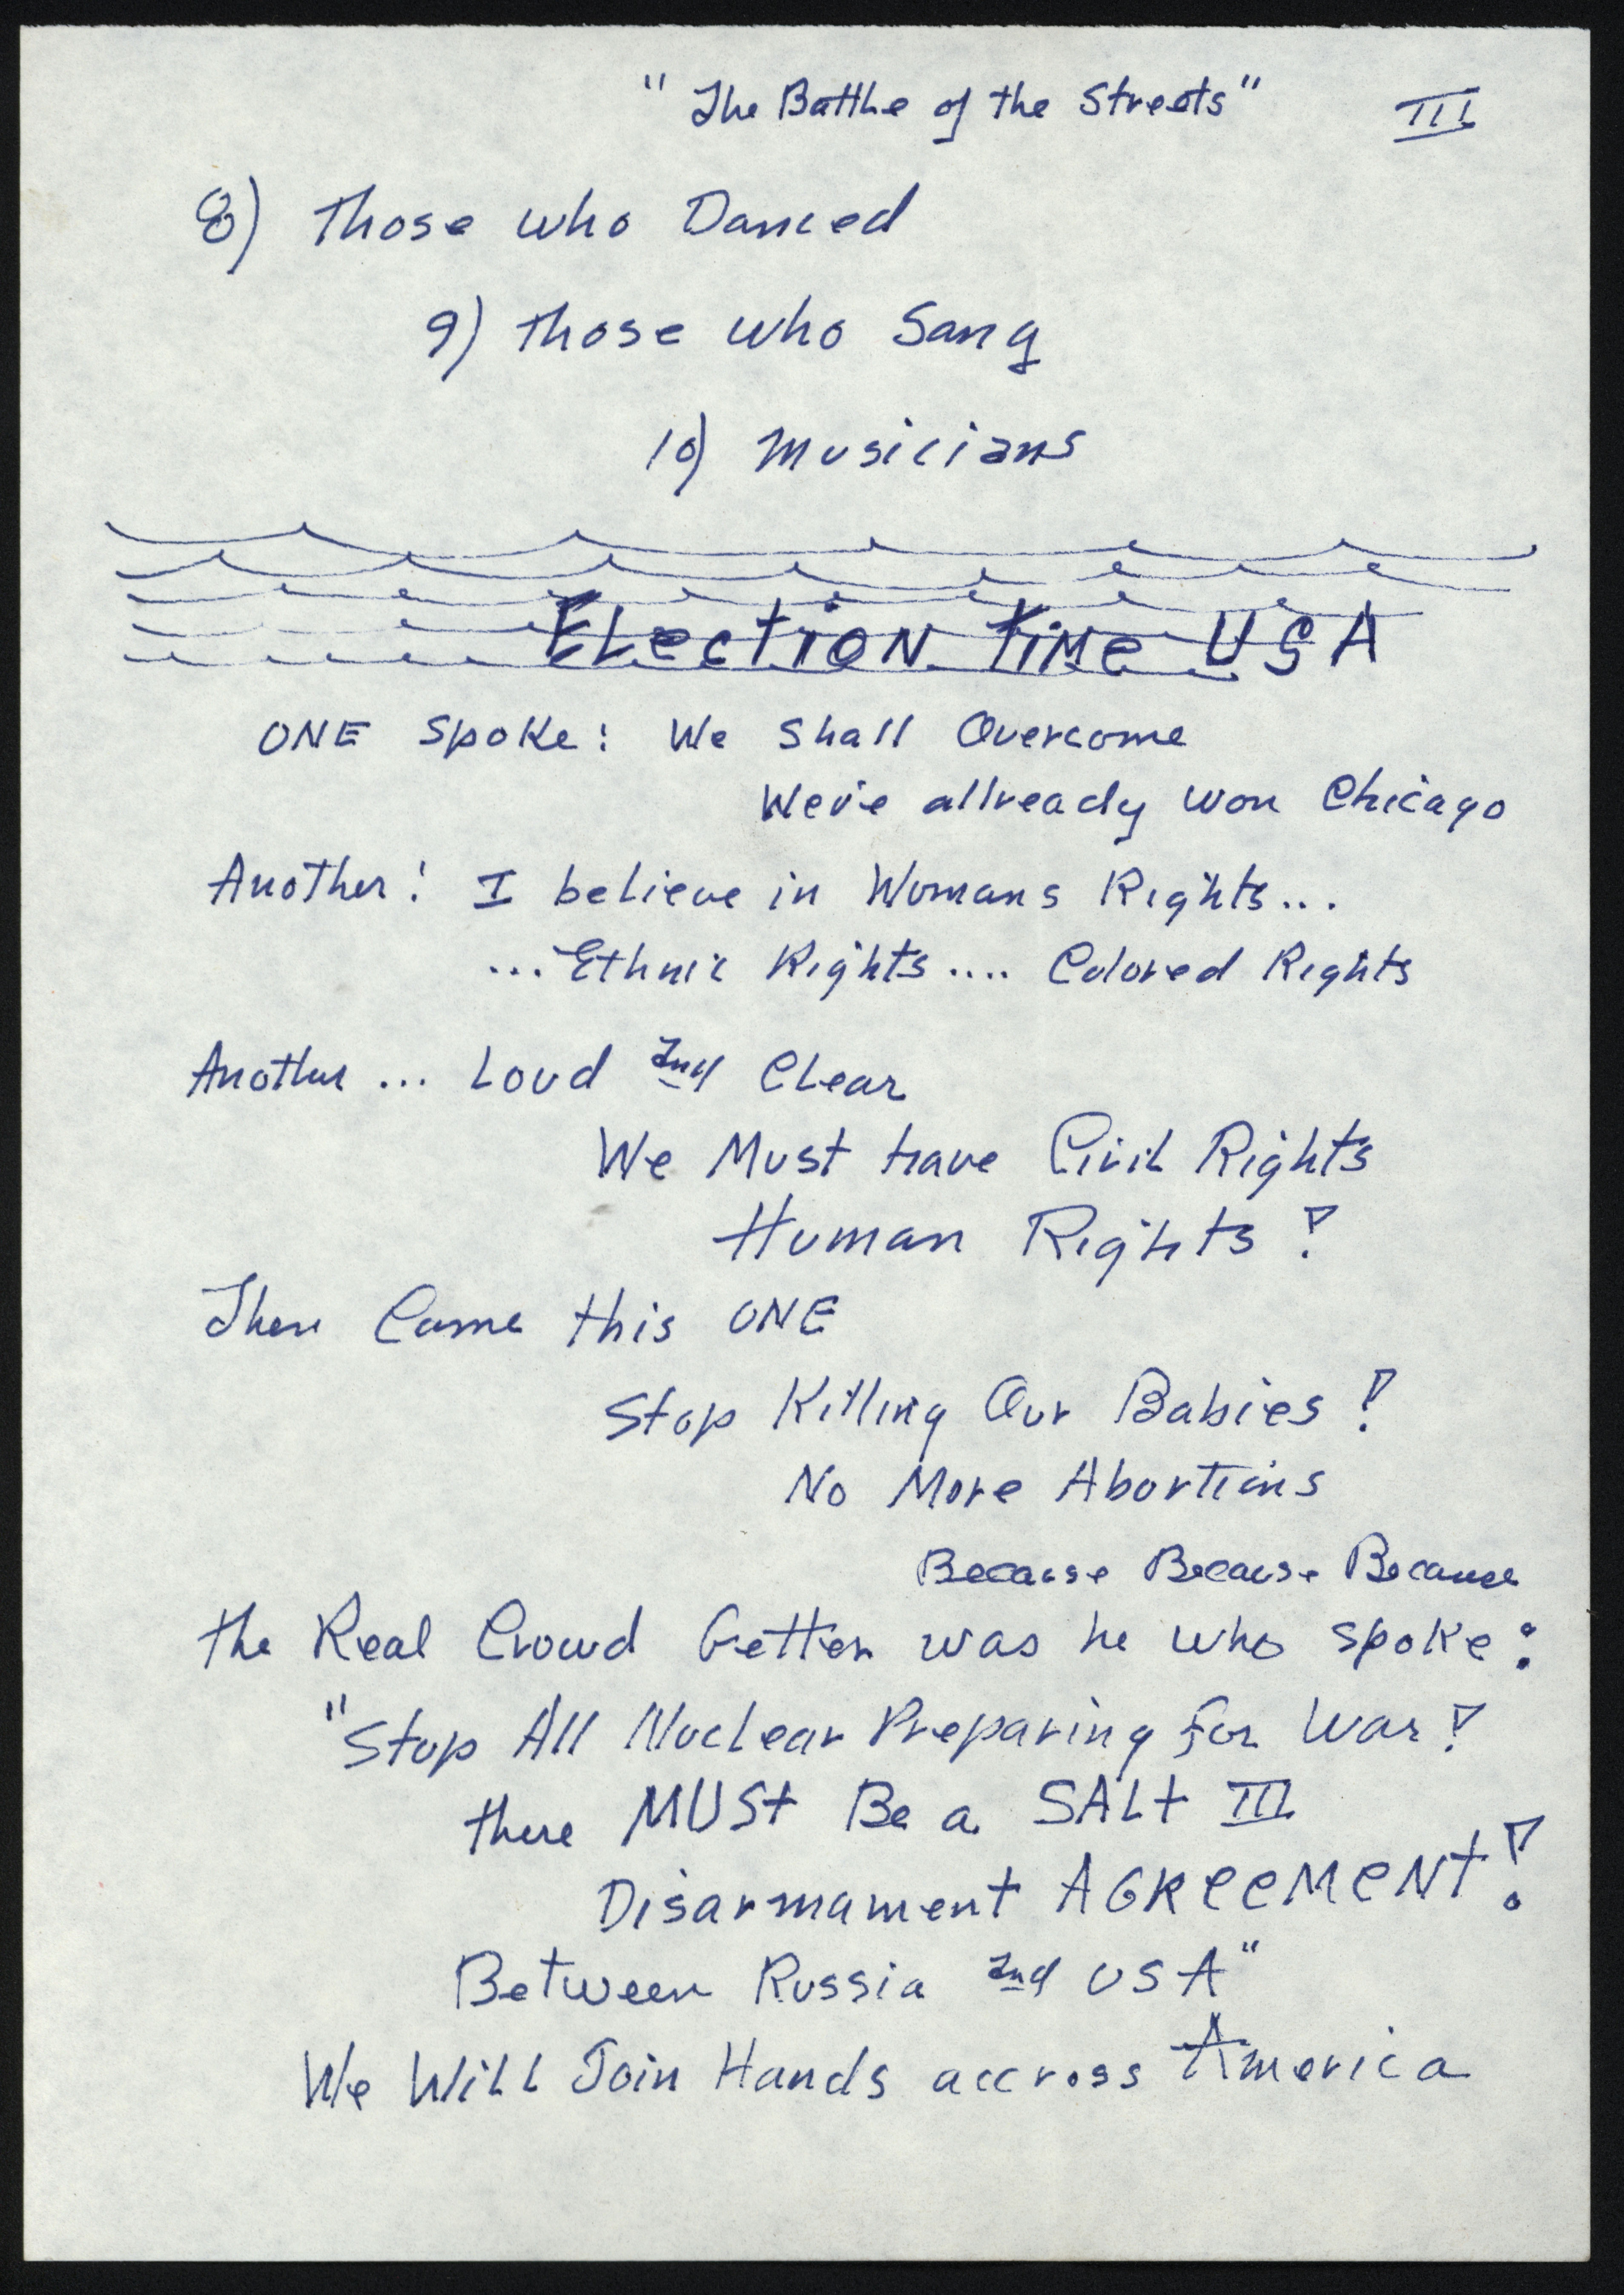 "The Battle of the Streets" III
8) Those who Danced
9) Those who Sang
10) Musicians
Election Time USA
ONE Spoke: We Shall Overcome
Weve allready won Chicago
Another: I believe in Womans Rights...
...Ethnic Rights.... Colored Rights
Another... Loud and Clear
We Must have Civil Rights
Human Rights!
Then Came this ONE
Stop Killing Our Babies!
No More Abortions
Because Because Because
the Real Crowd Getter was he who spoke:
"Stop All Nuclear Preparing for War!
there MUSt Be a SALt III
Disarmament AGReeMeNt!
Between Russia and USA"
We Will Join Hands accross America